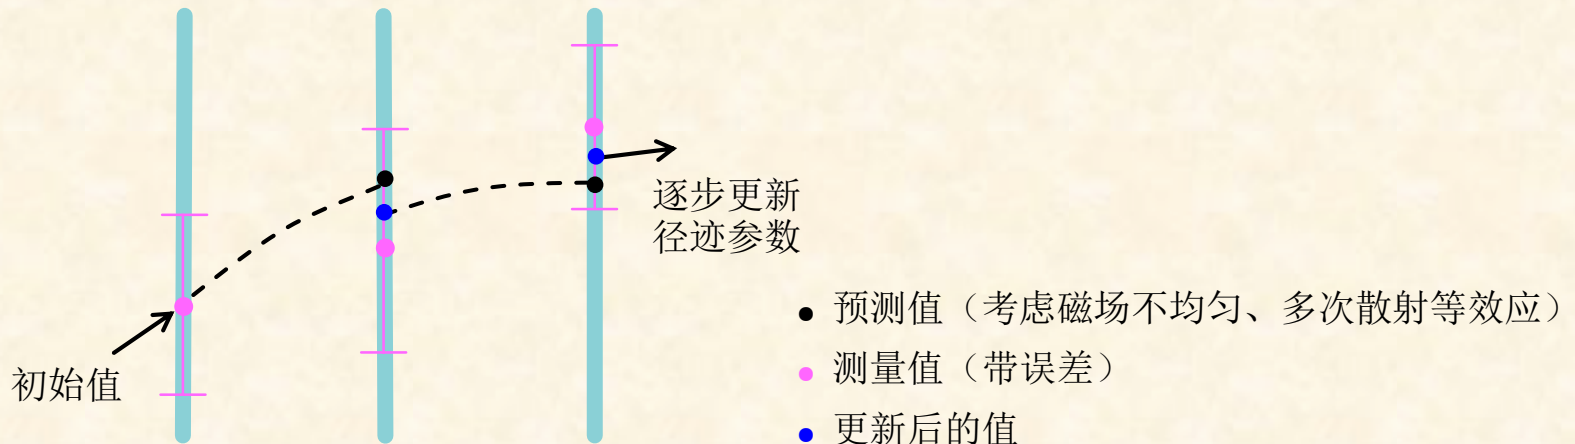 逐步更新
径迹参数
初始值
预测值（考虑磁场不均匀、多次散射等效应）
测量值（带误差）
更新后的值